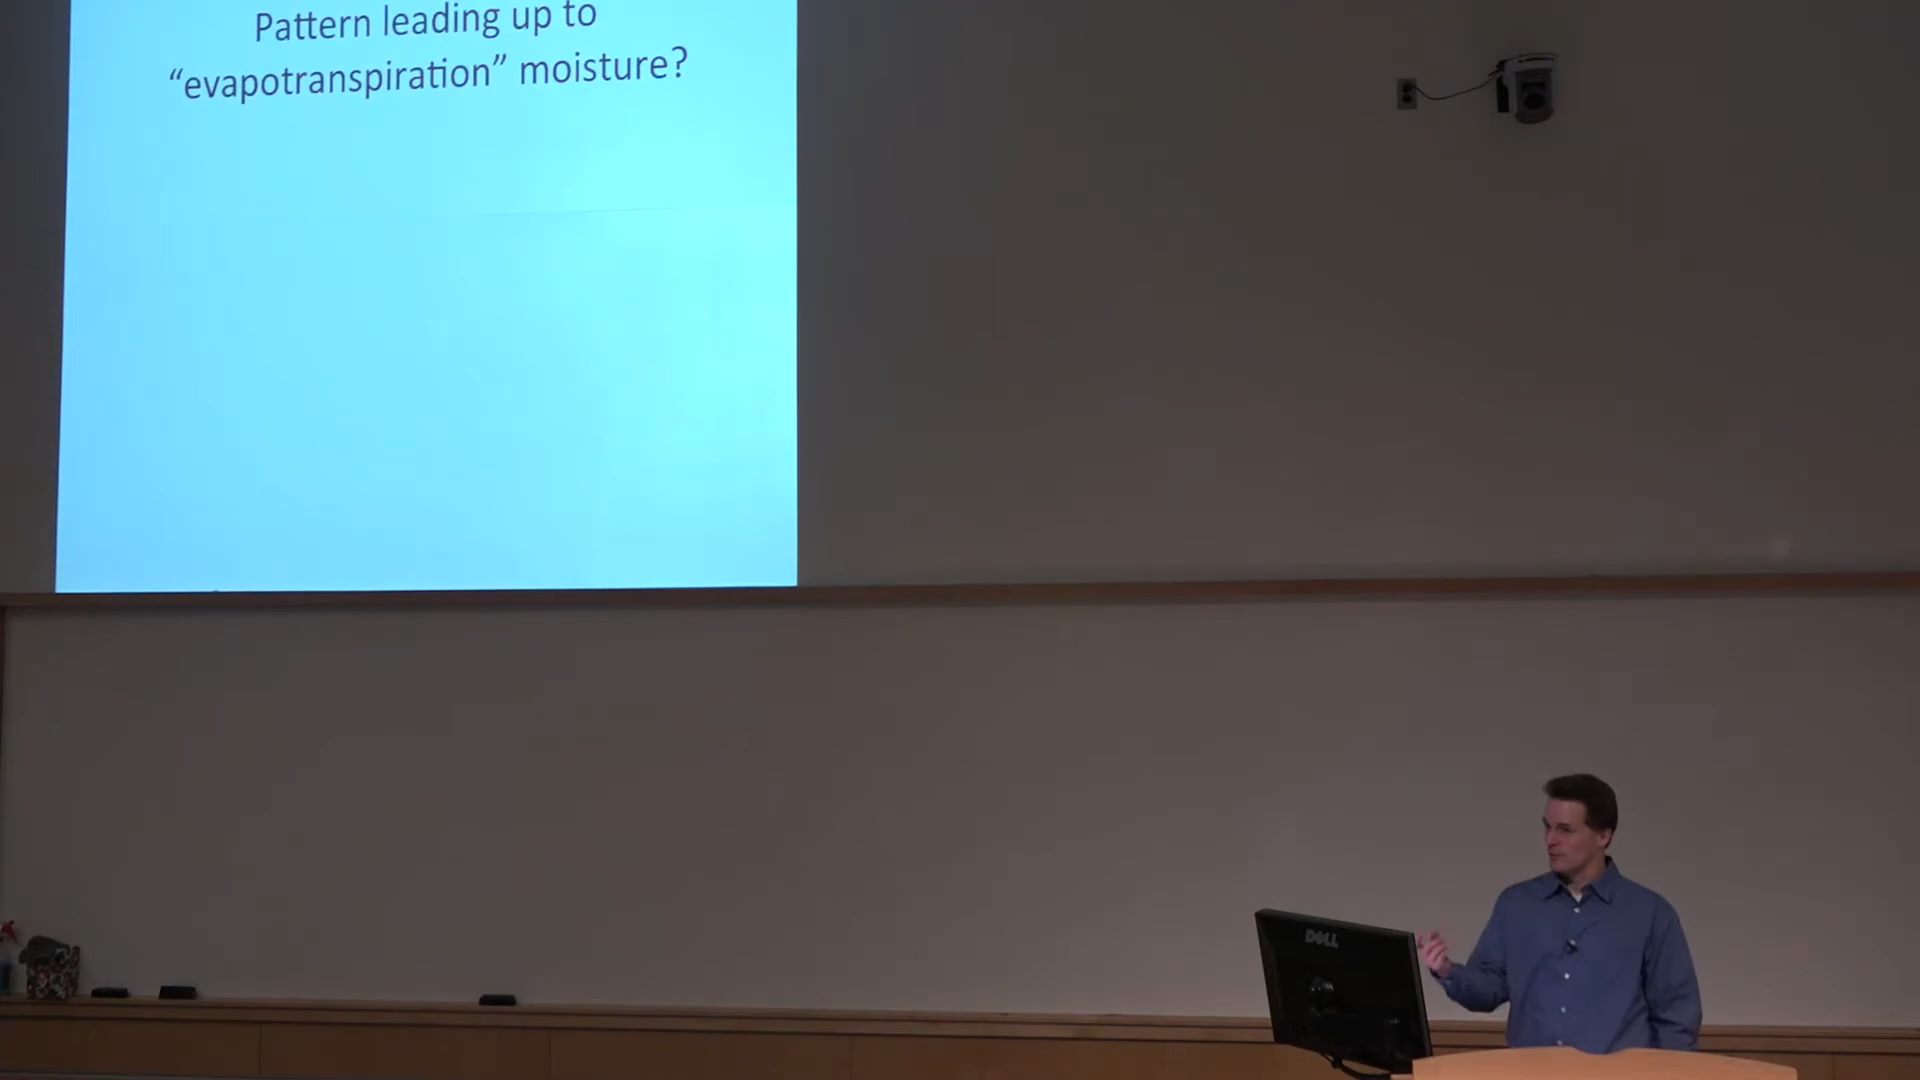 Pattern leading up to
“evapotranspiration” moisture?
DELL